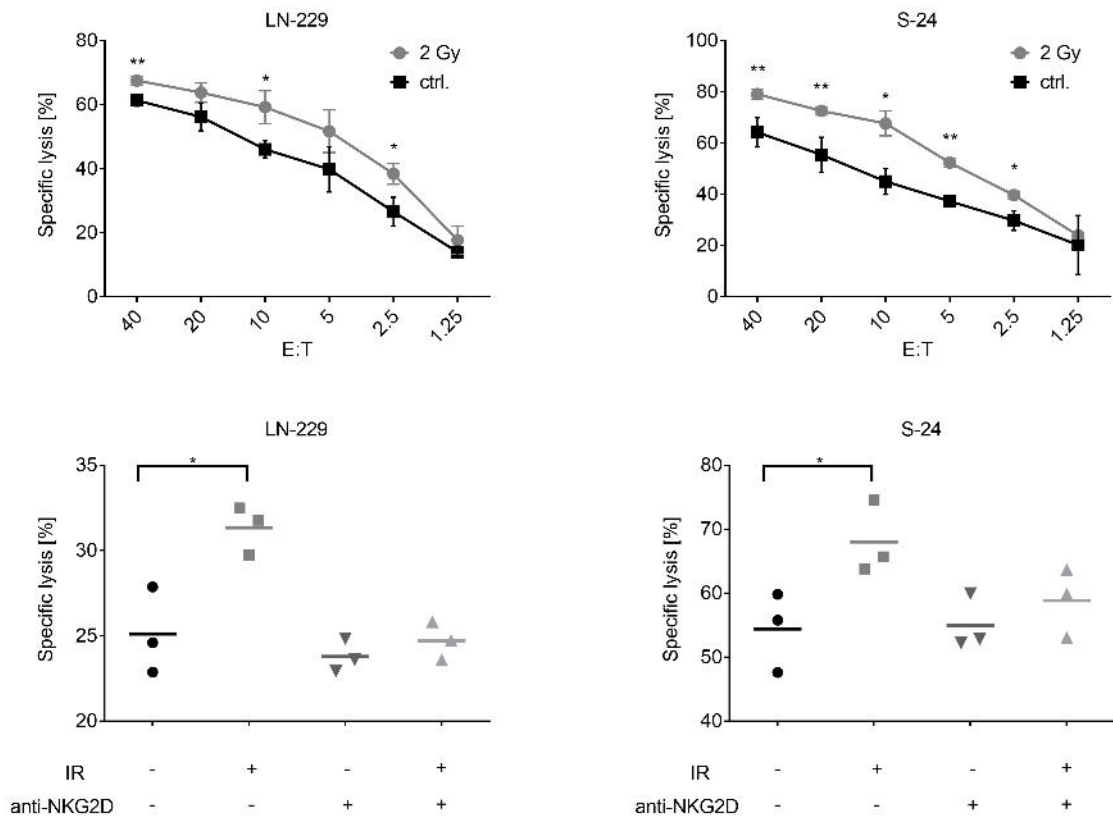 LN-229
80
60
40
20
0
Specific lysis [%]
** * *
2 Gy
ctrl.
40 20 10 5 2.5 1.25
E:T
S-24
100
80
60
40
20
0
Specific lysis [%]
** ** * ** *
2 Gy
ctrl.
40 20 10 5 2.5 1.25
E:T
LN-229
35
30
25
20
Specific lysis [%]
*
IR - + - +
anti-NKG2D - - + +
S-24
80
70
60
50
40
Specific lysis [%]
*
IR - + - +
anti-NKG2D - - + +